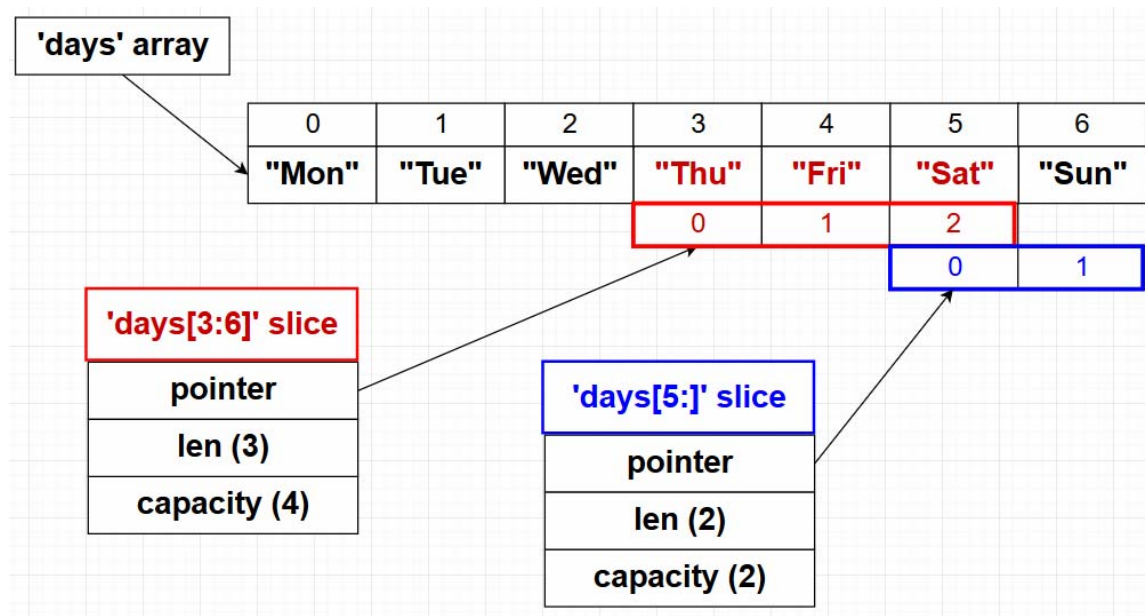 'days' array
0 1 2 3 4 5 6
"Mon" "Tue" "Wed" "Thu" "Fri" "Sat" "Sun"
0 1 2
0 1
'days[3:6]' slice
pointer
len (3)
capacity (4)
'days[5:]' slice
pointer
len (2)
capacity (2)